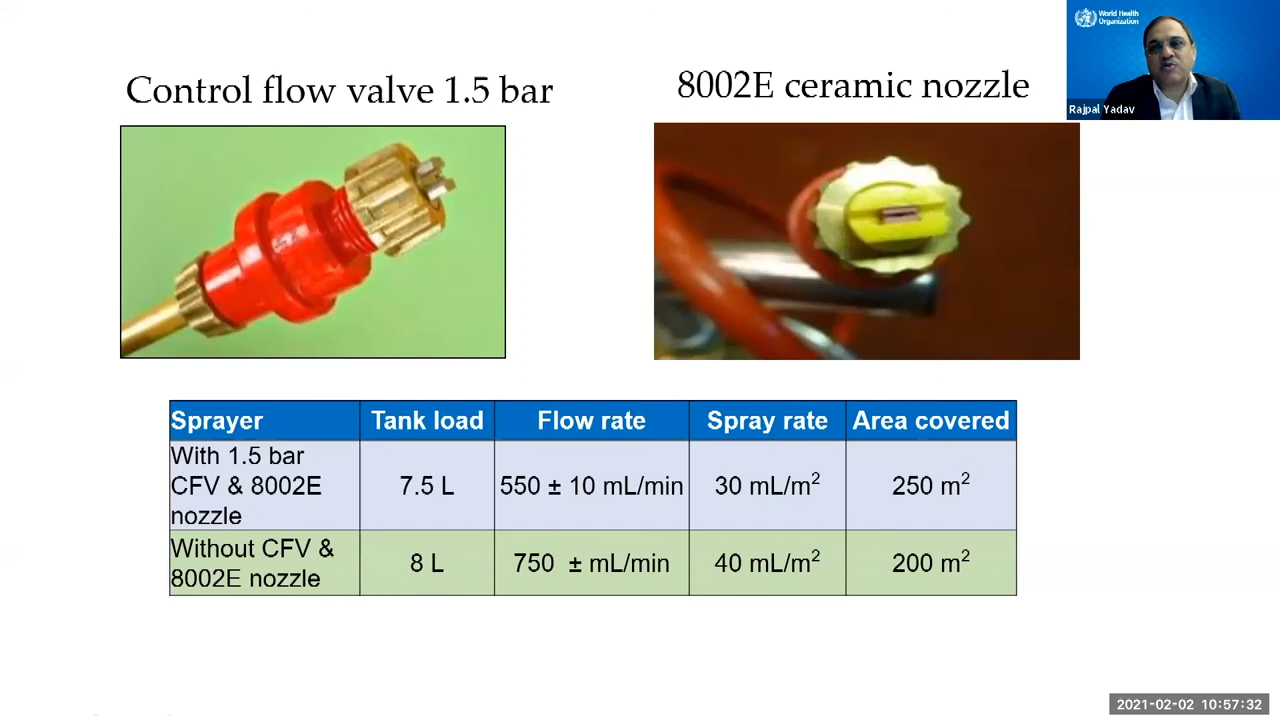 World Health
Organization
Rajpal Yadav
Control flow valve 1.5 bar
8002E ceramic nozzle
Sprayer Tank load Flow rate Spray rate Area covered
With 1.5 bar
CFV & 8002E
nozzle
7.5 L 550 ± 10 mL/min 30 mL/m² 250 m²
Without CFV &
8002E nozzle
8 L 750 ± mL/min 40 mL/m² 200 m²
2021-02-02 10:57:32